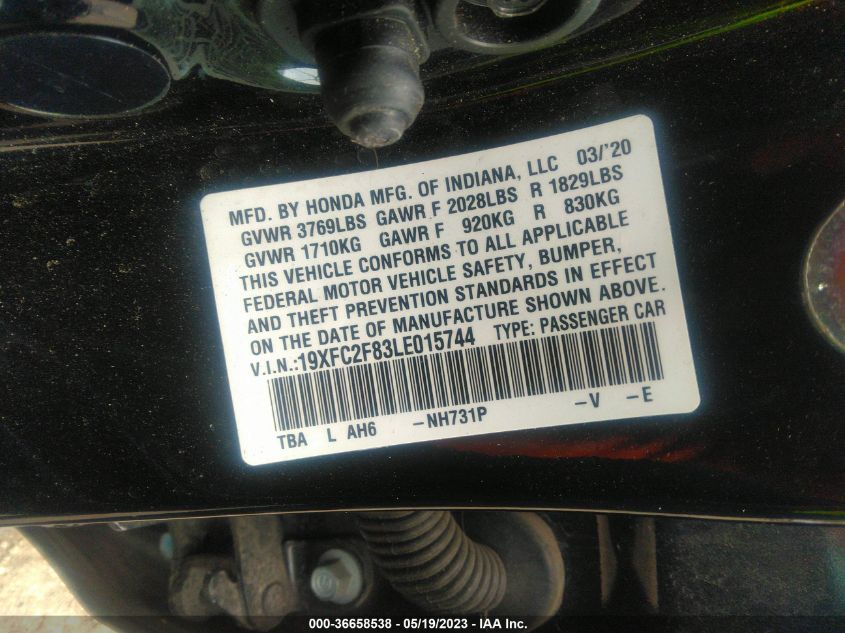 MFD. BY HONDA MFG. OF INDIANA, LLC 03/'20
GVWR 3769LBS GAWR F 2028LBS R 1829LBS
GVWR 1710KG GAWR F 920KG R 830KG
THIS VEHICLE CONFORMS TO ALL APPLICABLE
FEDERAL MOTOR VEHICLE SAFETY, BUMPER,
AND THEFT PREVENTION STANDARDS IN EFFECT
ON THE DATE OF MANUFACTURE SHOWN ABOVE.
V.I.N.:19XFC2F83LE015744 TYPE: PASSENGER CAR
TBA L AH6 -NH731P -V -E
000-36658538 - 05/19/2023 - IAA Inc.